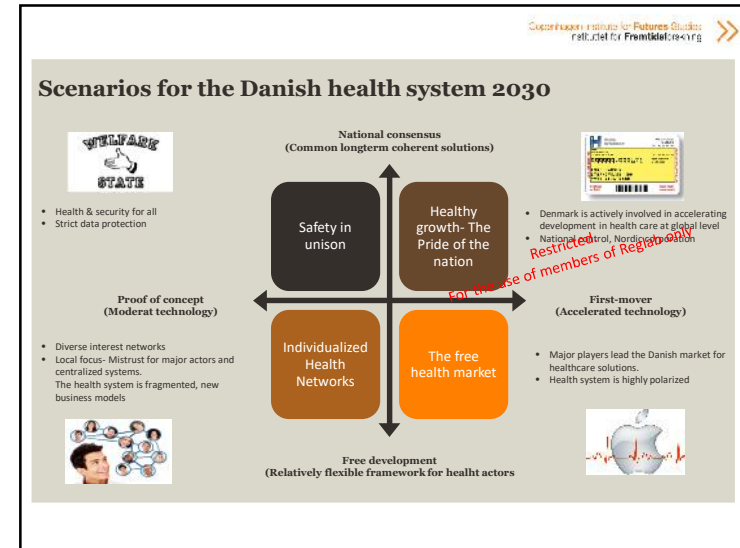 Copenhagen Institute for Futures Studies
Instituttet for Fremtidsforskning
Scenarios for the Danish health system 2030
WELFARE
STATE
National consensus
(Common longterm coherent solutions)
Health & security for all
Strict data protection
Safety in
unison
Healthy
growth- The
Pride of the
nation
Denmark is actively involved in accelerating
development in health care at global level
National control, Nordic
Restricted
For the use of members of Reglab only
Proof of concept
(Moderat technology)
First-mover
(Accelerated technology)
Diverse interest networks
Local focus- Mistrust for major actors and
centralized systems.
The health system is fragmented, new
business models
Individualized
Health
Networks
The free
health market
Major players lead the Danish market for
healthcare solutions.
Health system is highly polarized
Free development
(Relatively flexible framework for healht actors